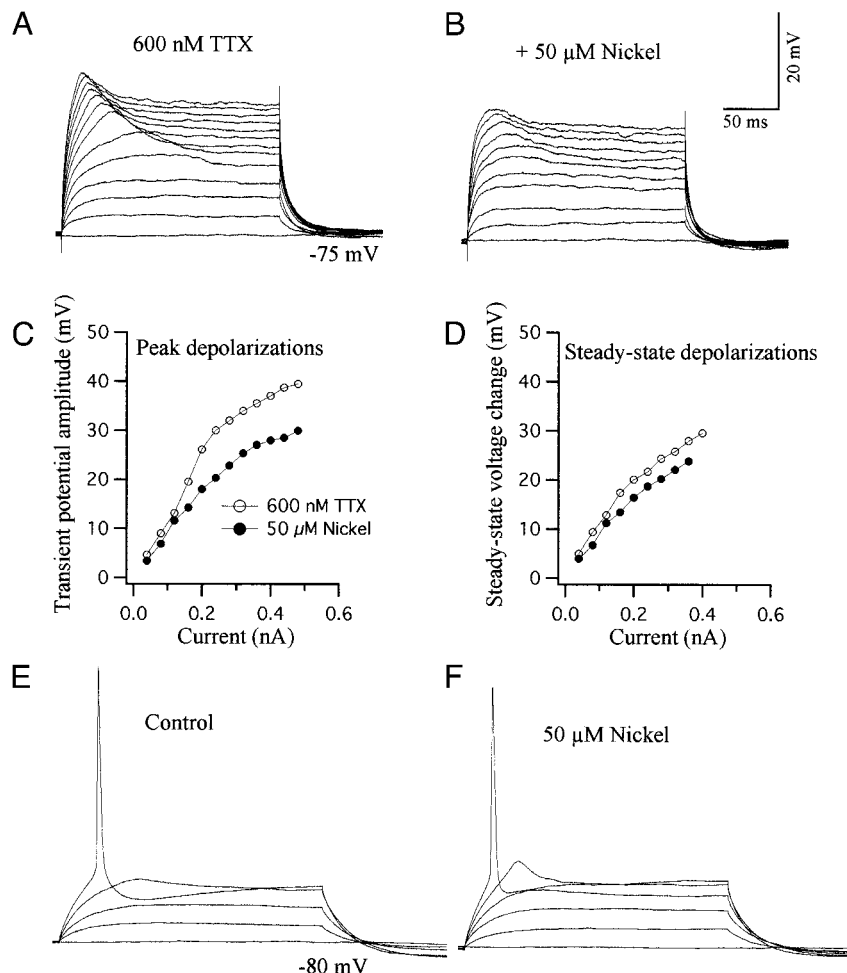 A
600 nM TTX
B
+ 50 µM Nickel
20 mV
50 ms
-75 mV
C
Transient potential amplitude (mV)
50
40
30
20
10
0
Peak depolarizations
600 nM TTX
50 µM Nickel
0.0 0.2 0.4 0.6
Current (nA)
D
Steady-state voltage change (mV)
50
40
30
20
10
0
Steady-state depolarizations
0.0 0.2 0.4 0.6
Current (nA)
E
Control
-80 mV
F
50 µM Nickel